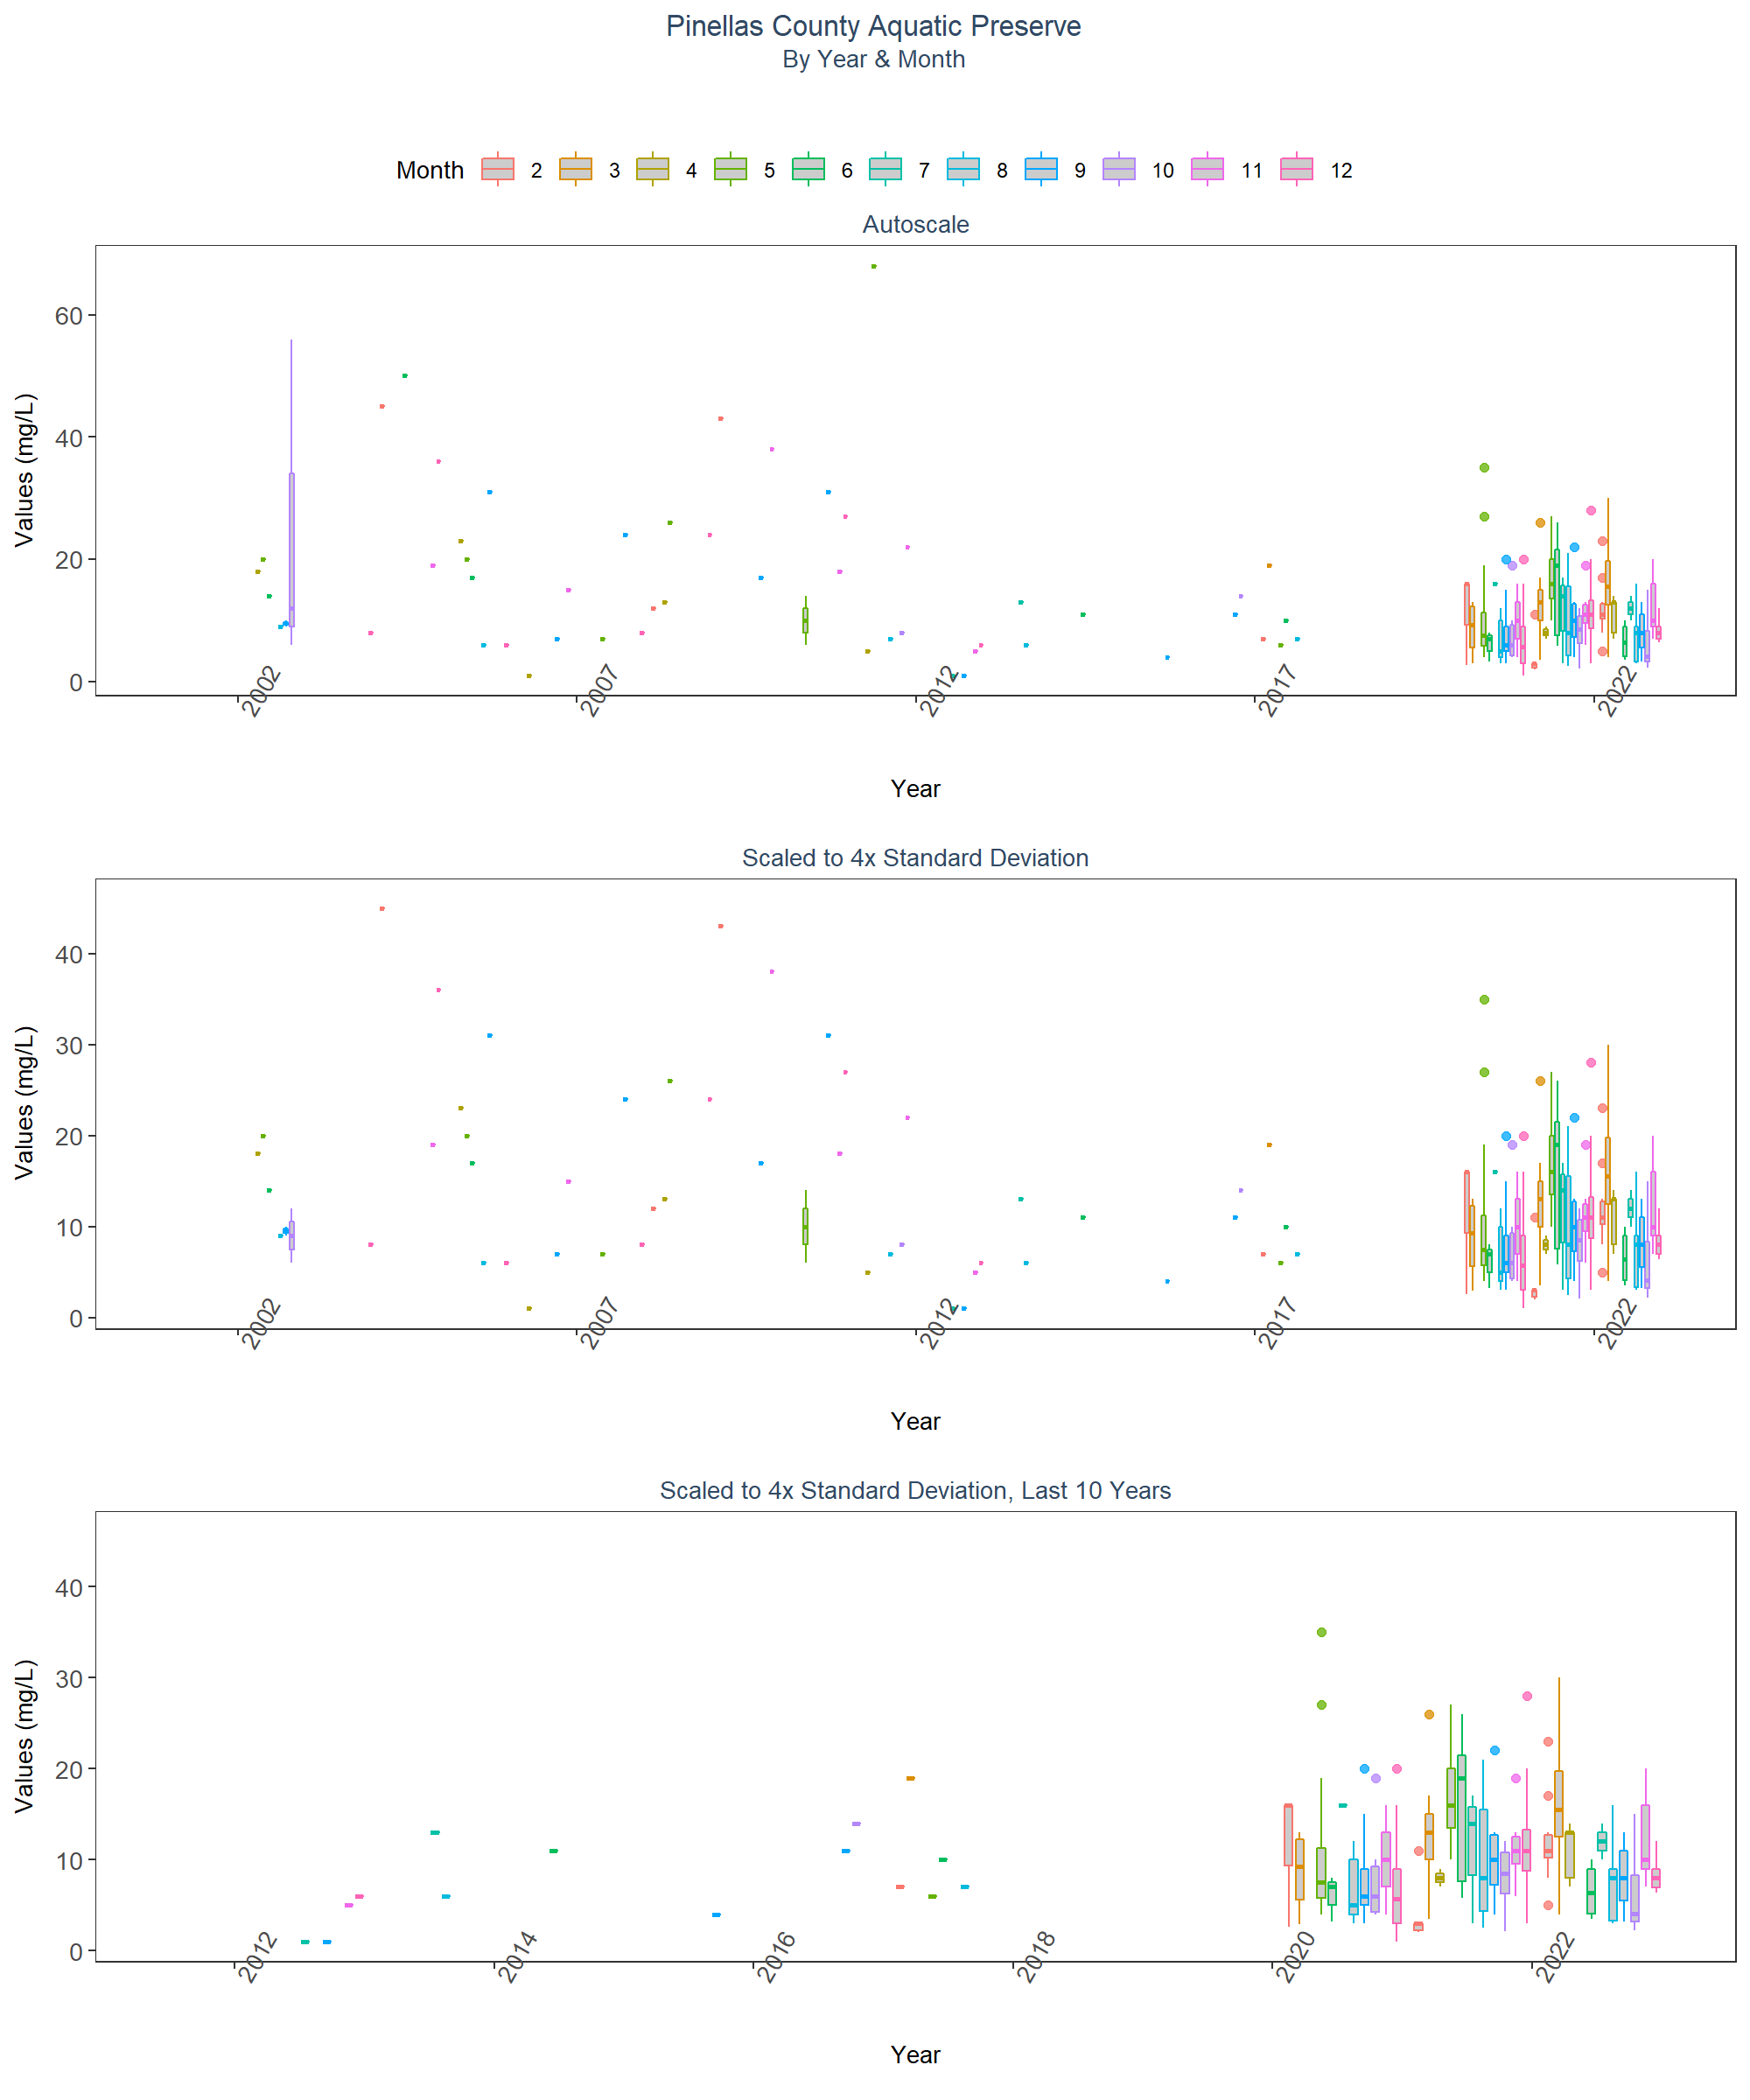 Pinellas County Aquatic Preserve
By Year & Month
Month 2 3 4 5 6 7 8 9 10 11 12
Autoscale
Values (mg/L)
60
40
20
0
2002 2007 2012 2017 2022
Year
Scaled to 4x Standard Deviation
Values (mg/L)
40
30
20
10
0
2002 2007 2012 2017 2022
Year
Scaled to 4x Standard Deviation, Last 10 Years
Values (mg/L)
40
30
20
10
0
2012 2014 2016 2018 2020 2022
Year